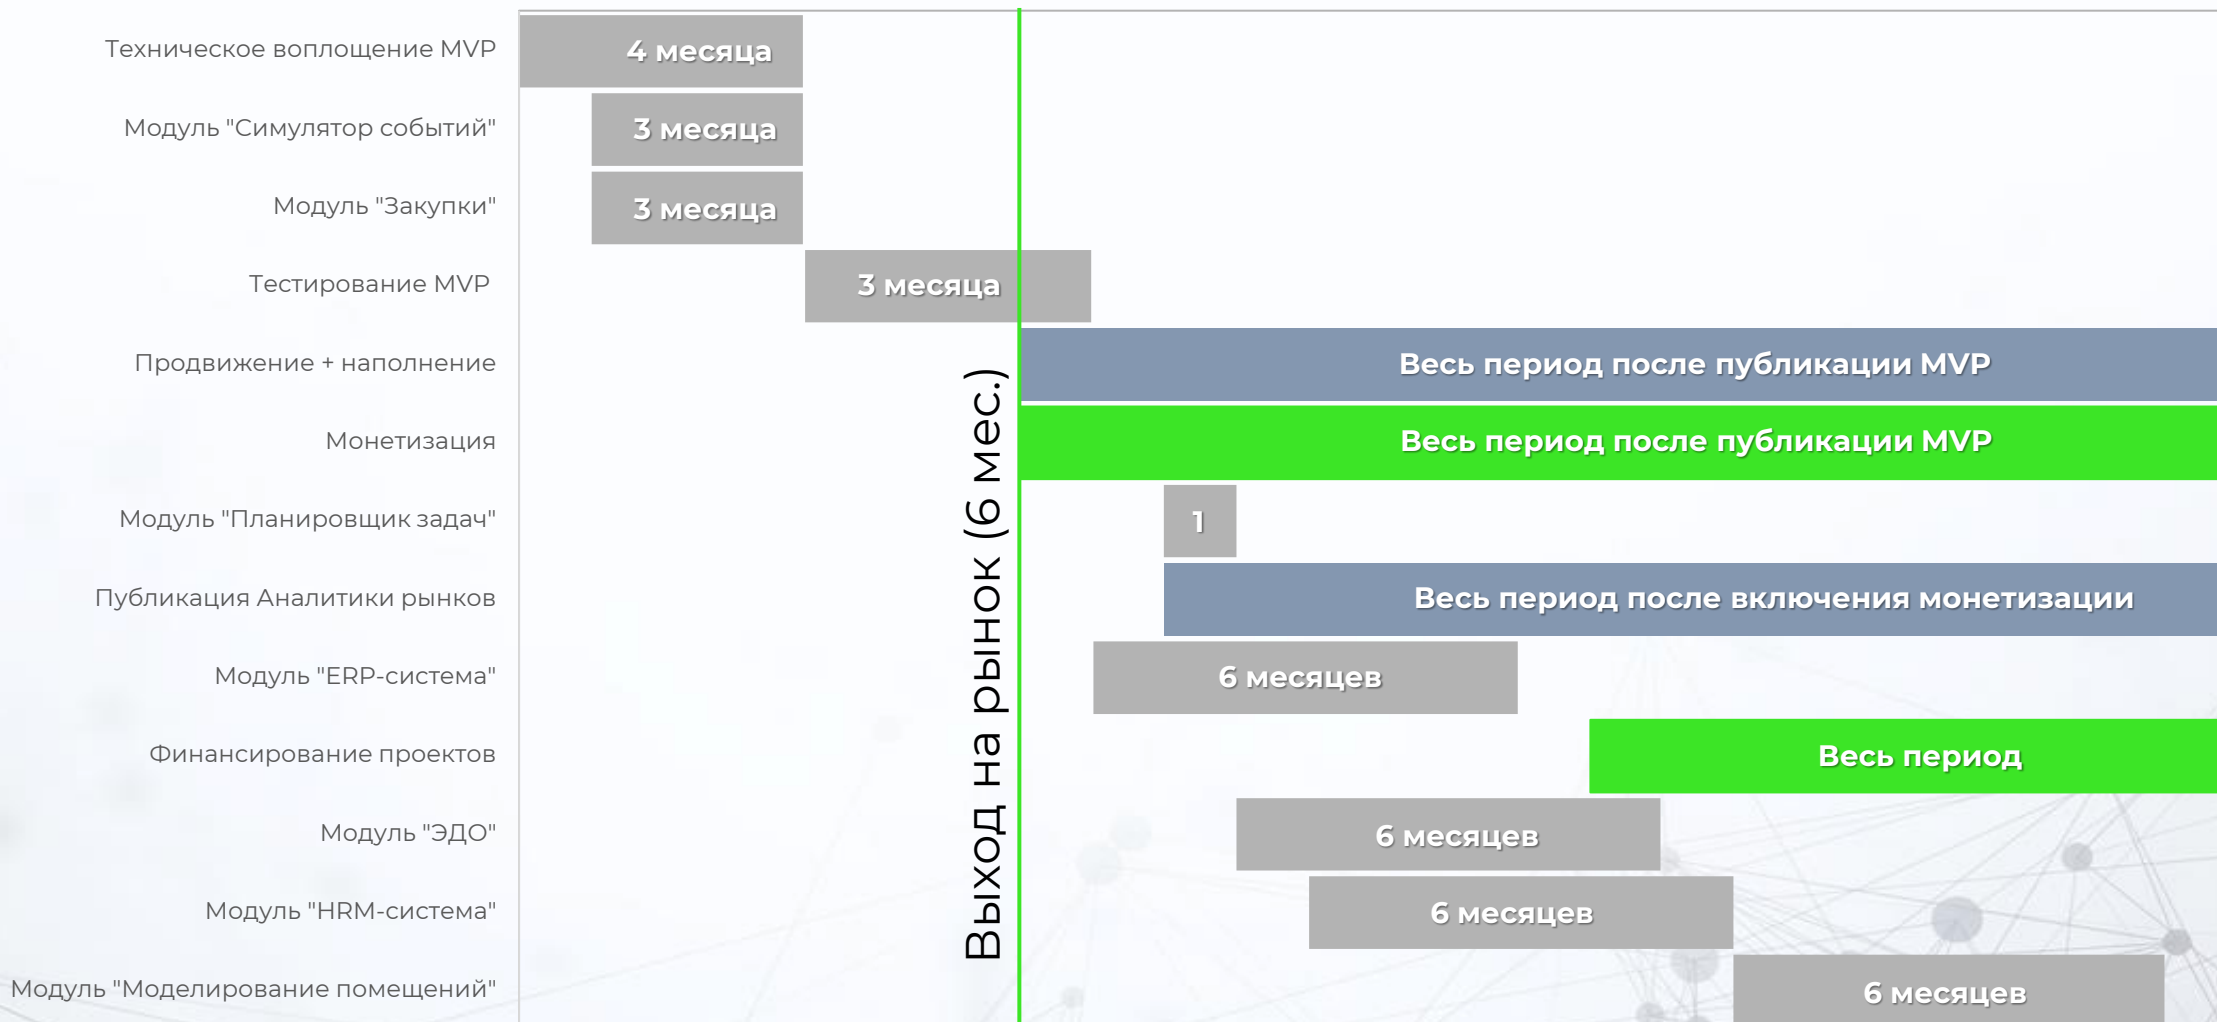 Техническое воплощение MVP
4 месяца
Модуль "Симулятор событий"
3 месяца
Модуль "Закупки"
3 месяца
Тестирование MVP
3 месяца
Продвижение + наполнение
Весь период после публикации MVP
Монетизация
Весь период после публикации MVP
Модуль "Планировщик задач"
1
Публикация Аналитики рынков
Весь период после включения монетизации
Модуль "ERP-система"
6 месяцев
Финансирование проектов
Весь период
Модуль "ЭДО"
6 месяцев
Модуль "HRM-система"
6 месяцев
Модуль "Моделирование помещений"
6 месяцев
Выход на рынок (6 мес.)